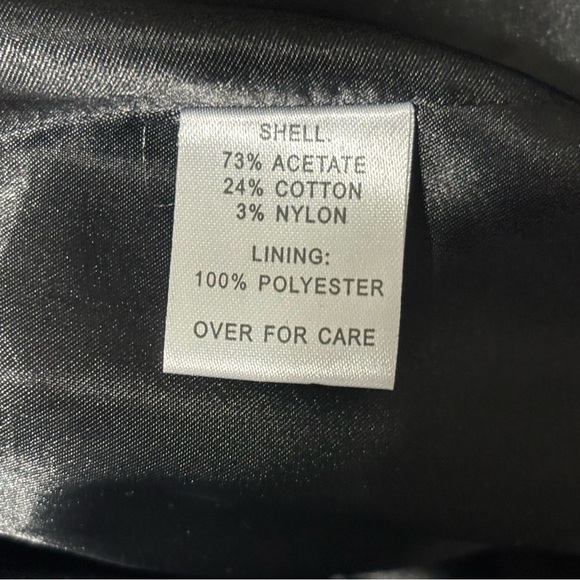 SHELL.
73% ACETATE
24% COTTON
3% NYLON
LINING:
100% POLYESTER
OVER FOR CARE